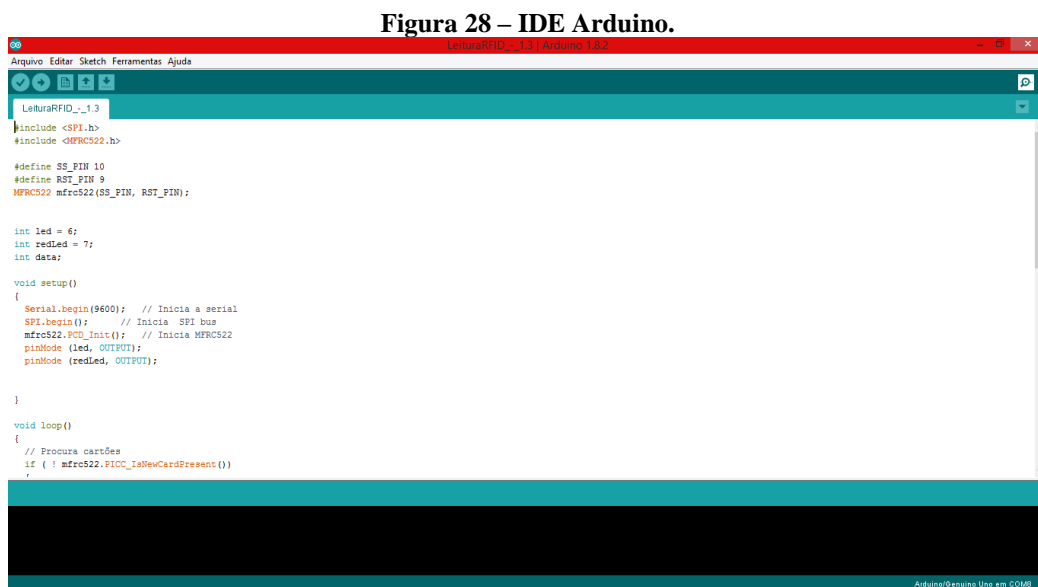 Figura 28 – IDE Arduino.
LeituraRFID_-_1.3 | Arduino 1.8.2
Arquivo Editar Sketch Ferramentas Ajuda
LeituraRFID_-_1.3
#include <SPI.h>
#include <MFRC522.h>
#define SS_PIN 10
#define RST_PIN 9
MFRC522 mfrc522(SS_PIN, RST_PIN);
int led = 6;
int redLed = 7;
int data;
void setup()
{
Serial.begin(9600); // Inicia a serial
SPI.begin(); // Inicia SPI bus
mfrc522.PCD_Init(); // Inicia MFRC522
pinMode (led, OUTPUT);
pinMode (redLed, OUTPUT);
}
void loop()
{
// Procura cartões
if ( ! mfrc522.PICC_IsNewCardPresent())
Arduino/Genuino Uno em COM8